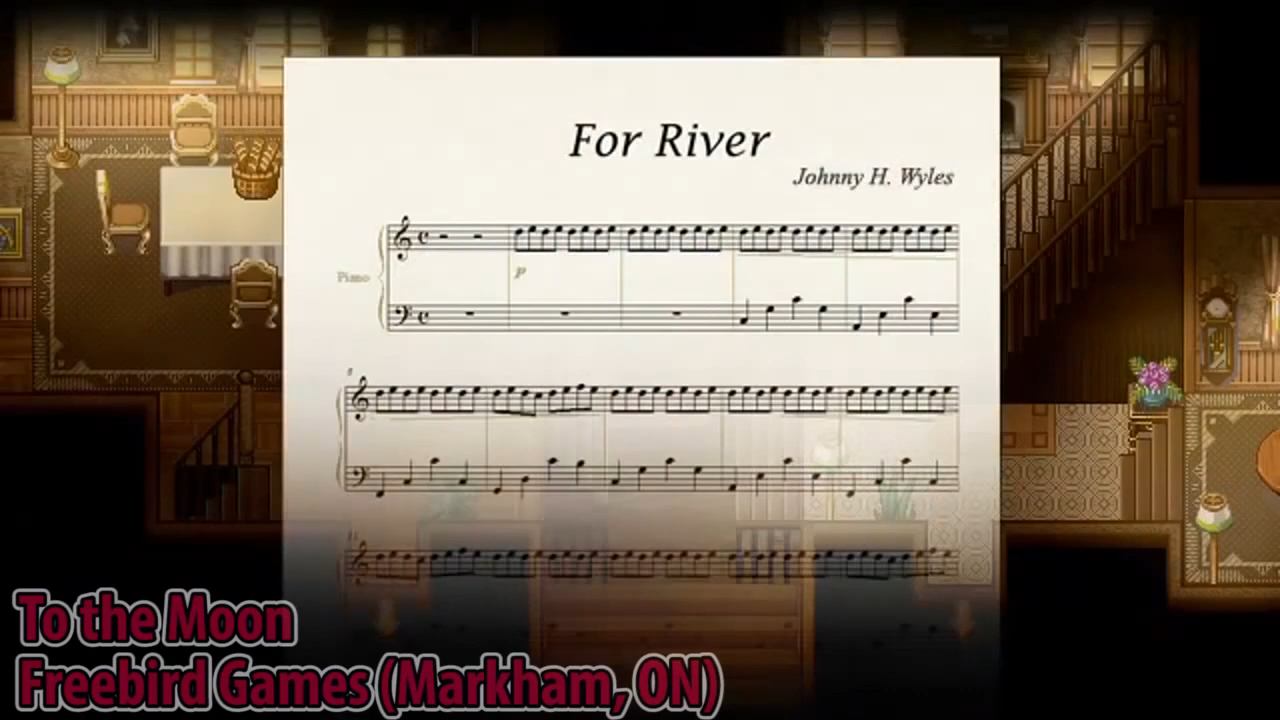 For River
Johnny H. Wyles
Piano
p
To the Moon
Freebird Games (Markham, ON)